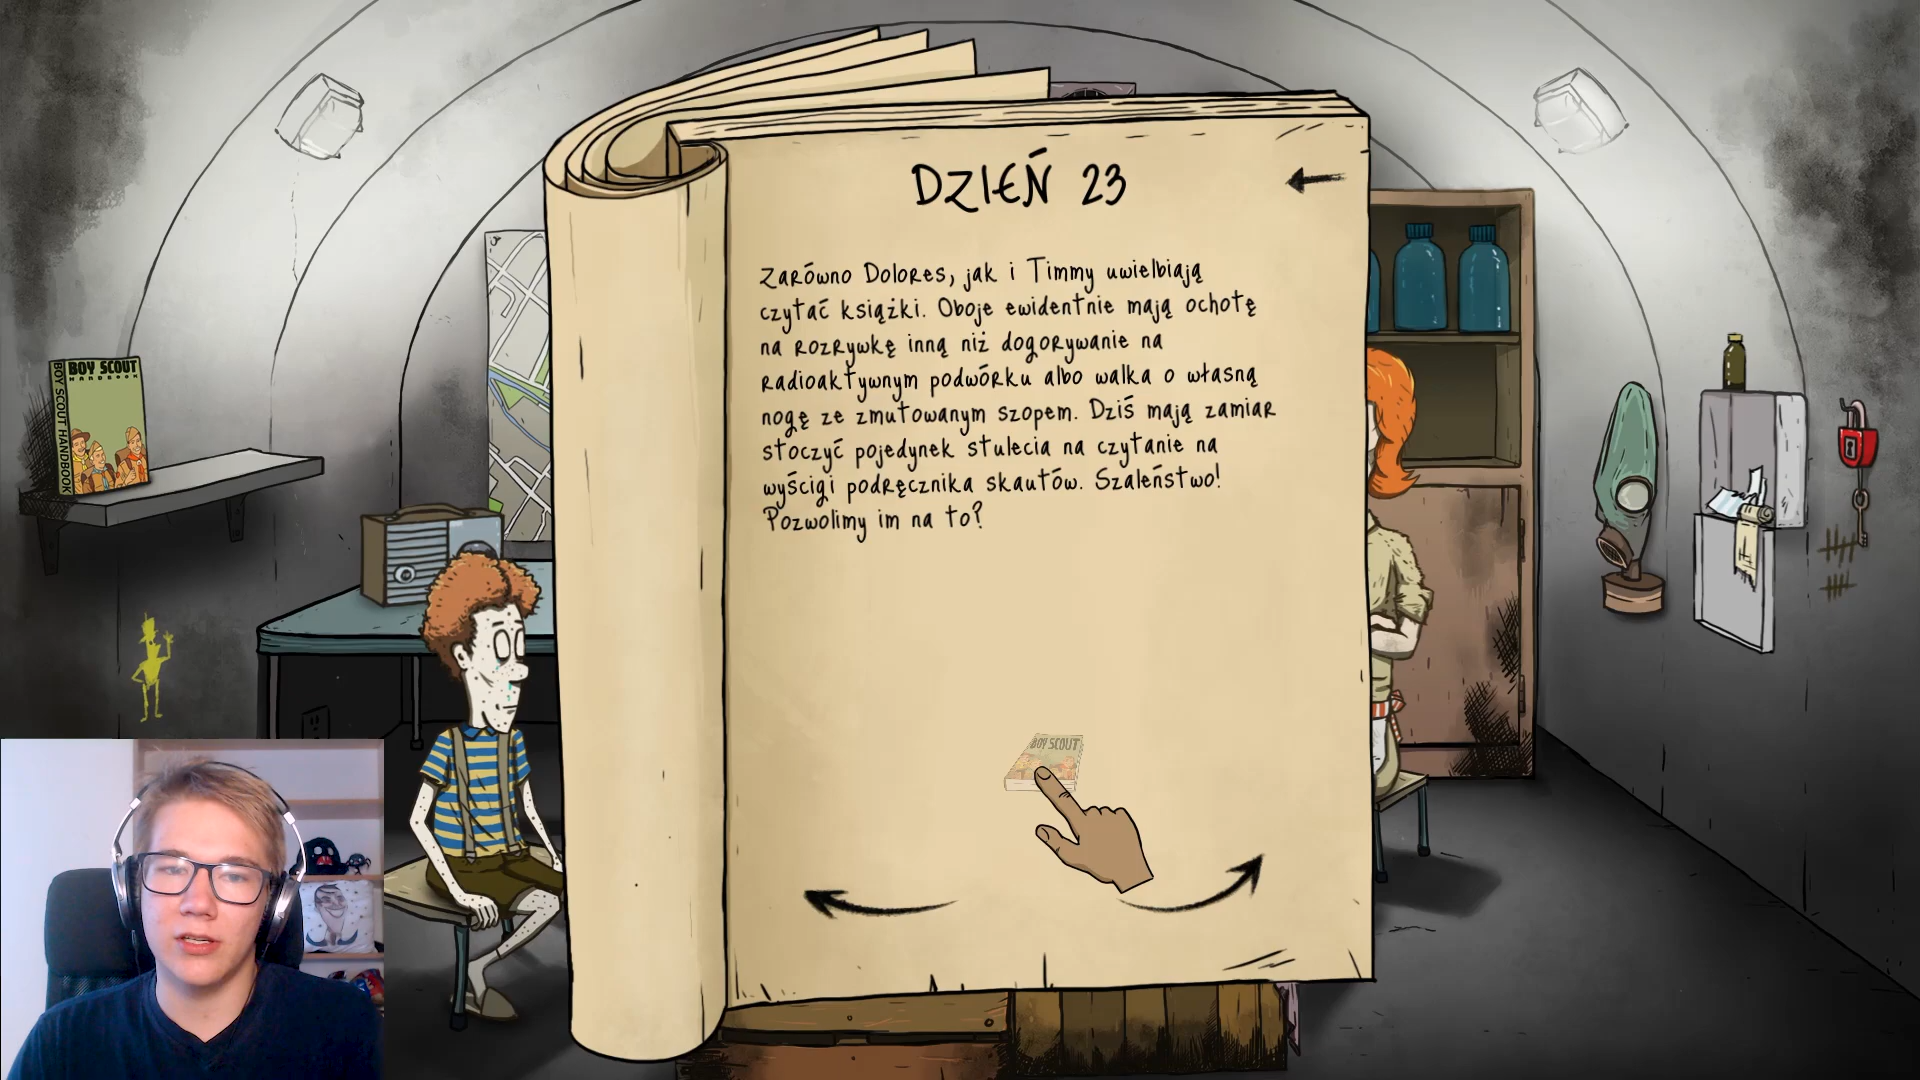 DZIEŃ 23
Zarówno Dolores, jak i Timmy uwielbiają
czytać książki. Oboje ewidentnie mają ochotę
na rozrywkę inną niż dogorywanie na
radioaktywnym podwórku albo walka o własną
nogę ze zmutowanym szopem. Dziś mają zamiar
stoczyć pojedynek stulecia na czytanie na
wyścigi podręcznika skautów. Szaleństwo!
Pozwolimy im na to?
BOY SCOUT
HANDBOOK
BOY SCOUT HANDBOOK
BOY SCOUT